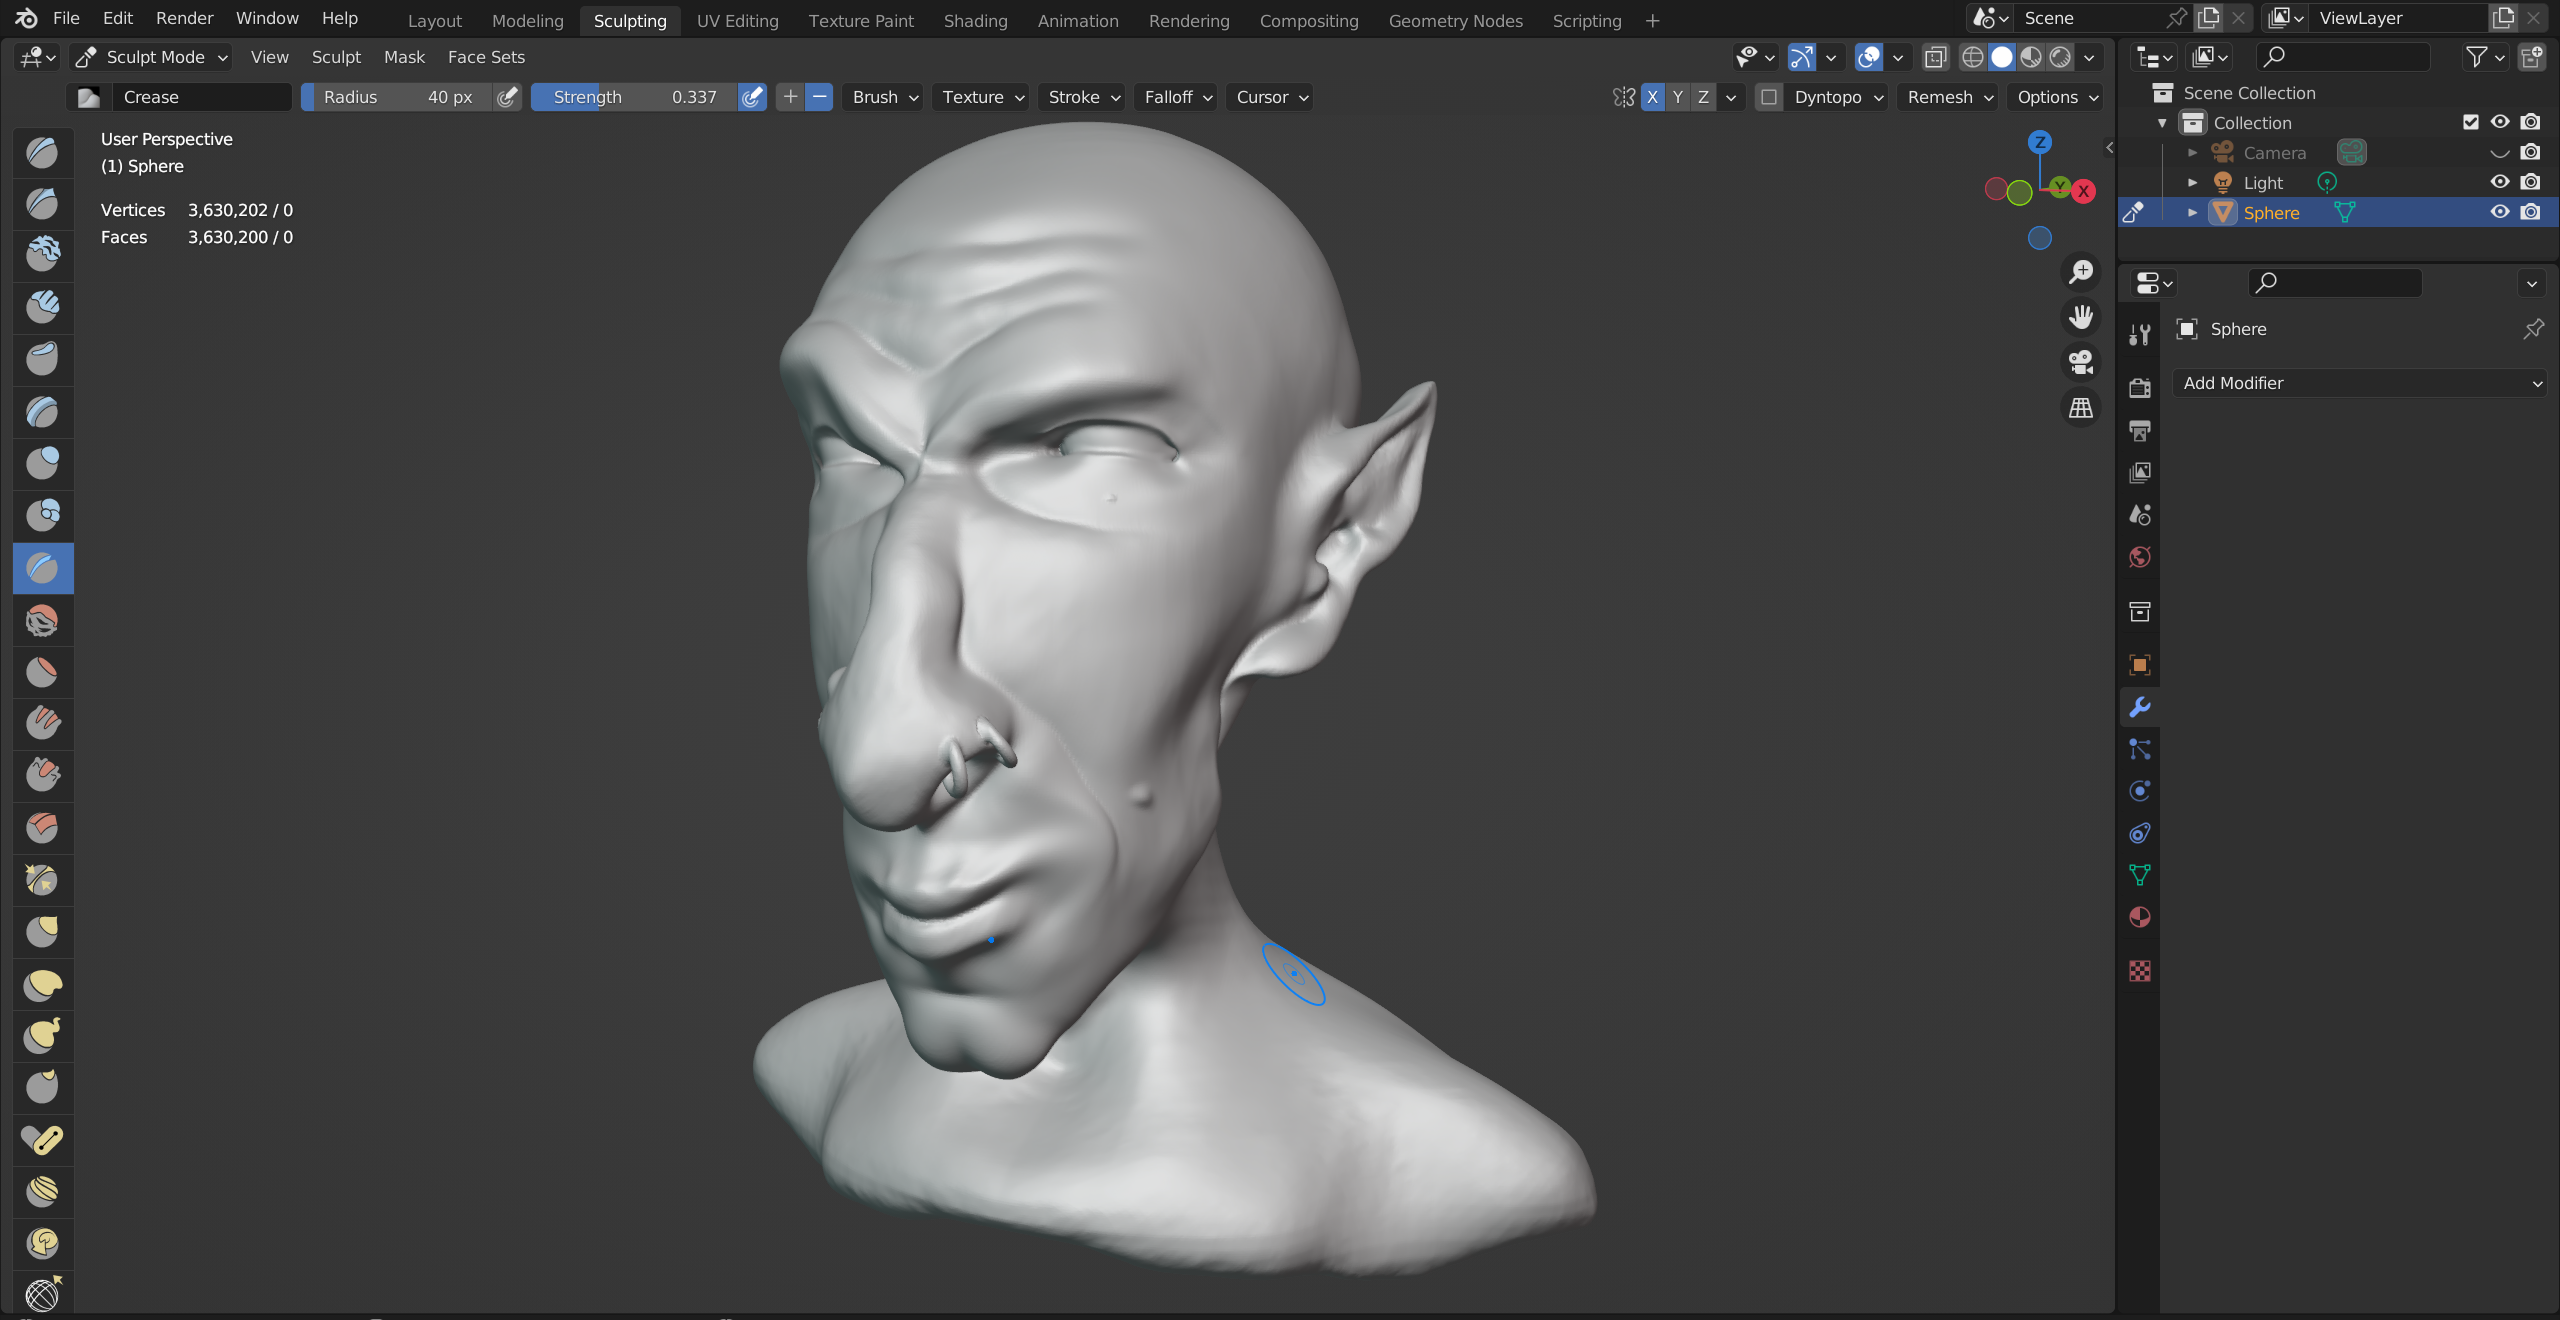 File Edit Render Window Help Layout Modeling Sculpting UV Editing Texture Paint Shading Animation Rendering Compositing Geometry Nodes Scripting + Scene ViewLayer
Sculpt Mode View Sculpt Mask Face Sets
Crease Radius 40 px Strength 0.337 + − Brush Texture Stroke Falloff Cursor X Y Z Dyntopo Remesh Options
User Perspective
(1) Sphere
Vertices 3,630,202 / 0
Faces 3,630,200 / 0
Z
Y
X
Scene Collection
Collection
Camera
Light
Sphere
Sphere
Add Modifier